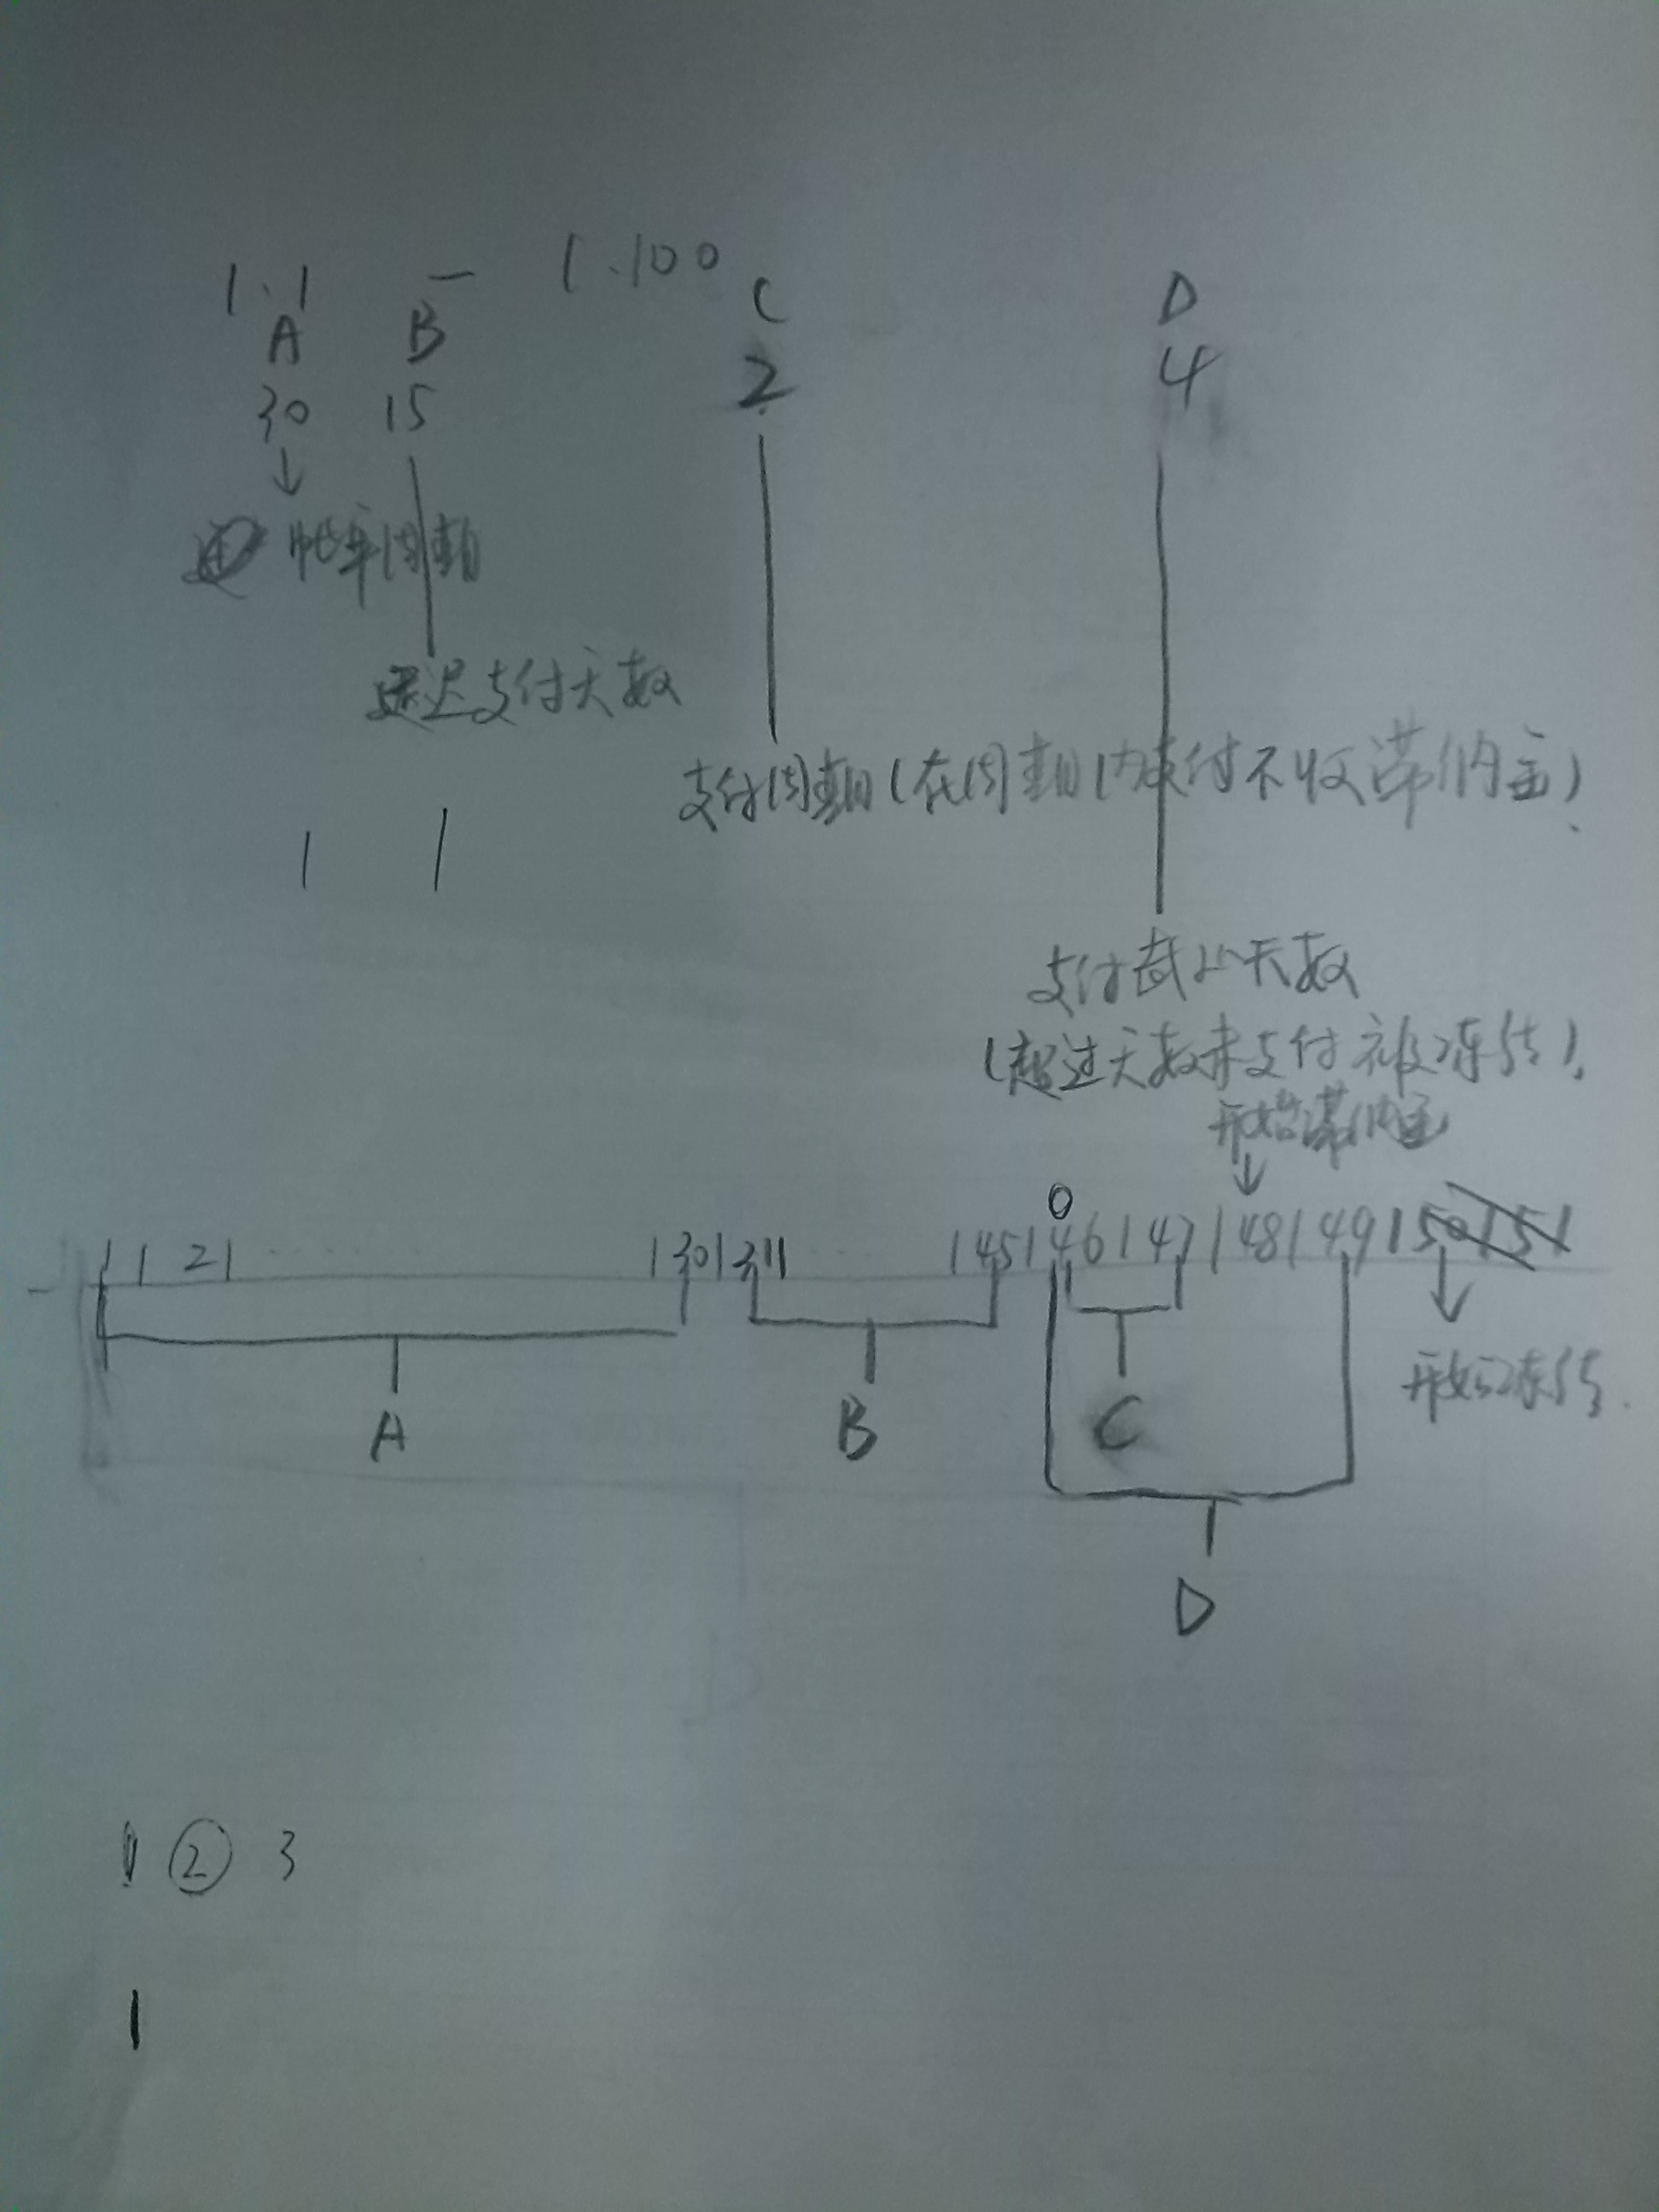 1.1 — 1.100
A B C D
30 15 2 4
帐单周期
延迟支付天数
支付周期(在周期内支付不收滞纳金)
支付截止天数
(超过天数未支付被冻结)
开始滞纳金
0
1 | 2 | ...... | 30 | 31 | ...... | 45 | 46 | 47 | 48 | 49 | 50 | 51
开始冻结.
A B C
D
1 ② 3
1